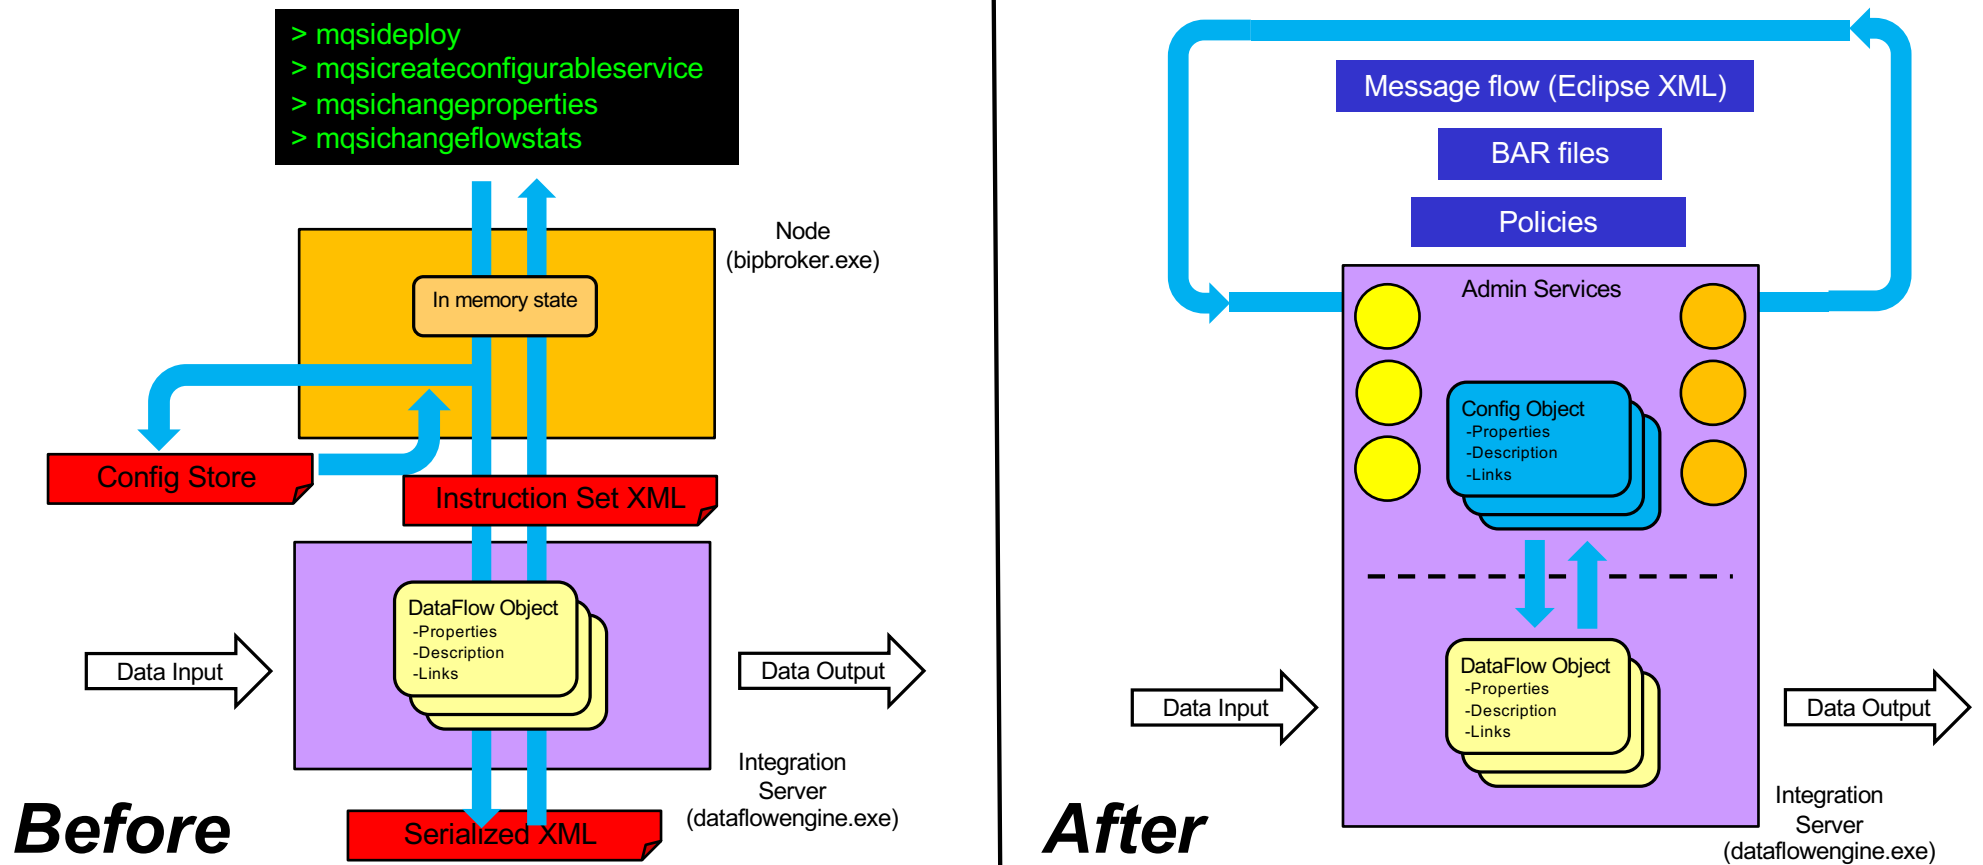 > mqsideploy
> mqsicreateconfigurableservice
> mqsichangeproperties
> mqsichangeflowstats
Node
(bipbroker.exe)
In memory state
Config Store
Instruction Set XML
DataFlow Object
-Properties
-Description
-Links
Data Input
Data Output
Integration
Server
(dataflowengine.exe)
Serialized XML
Before
Message flow (Eclipse XML)
BAR files
Policies
Admin Services
Config Object
-Properties
-Description
-Links
DataFlow Object
-Properties
-Description
-Links
Data Input
Data Output
Integration
Server
(dataflowengine.exe)
After